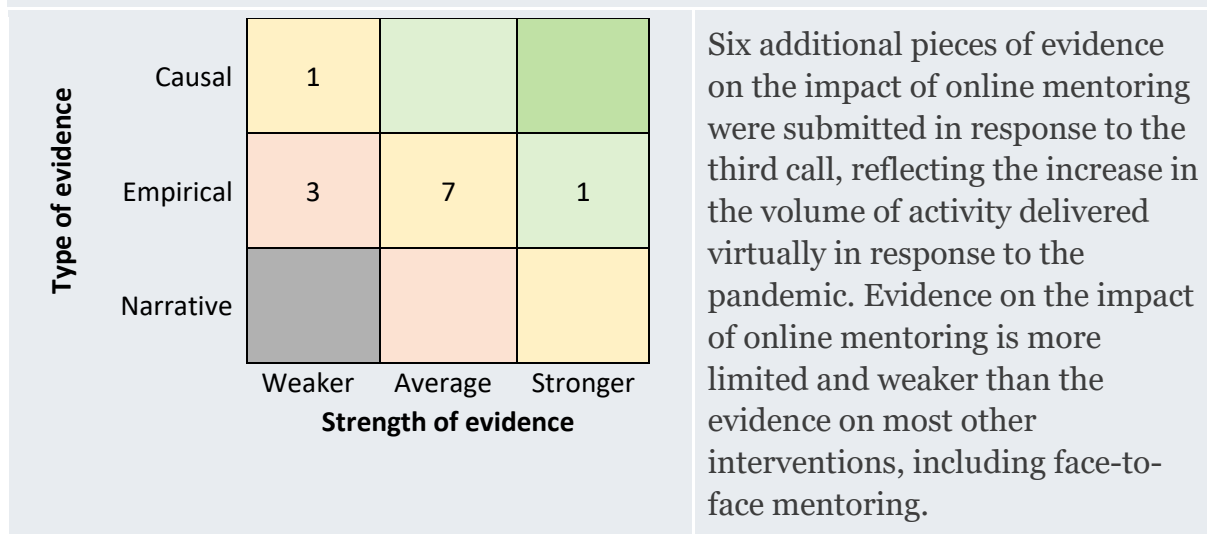 Type of evidence
Causal
1
Empirical
3 7 1
Narrative
Weaker Average Stronger
Strength of evidence
Six additional pieces of evidence
on the impact of online mentoring
were submitted in response to the
third call, reflecting the increase in
the volume of activity delivered
virtually in response to the
pandemic. Evidence on the impact
of online mentoring is more
limited and weaker than the
evidence on most other
interventions, including face-to-
face mentoring.